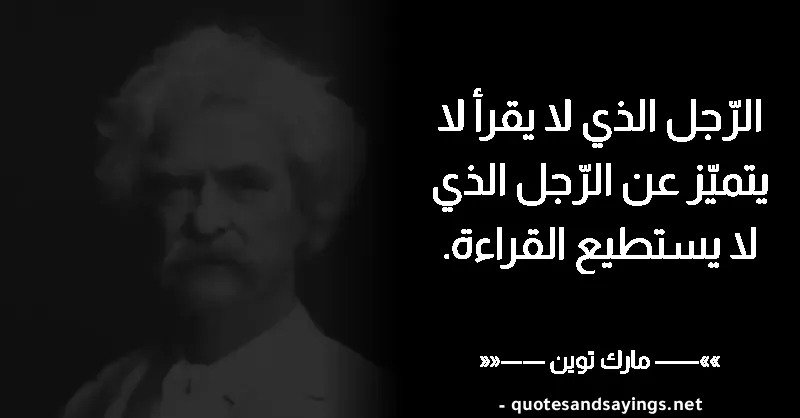 الرّجل الذي لا يقرأ لا
يتميّز عن الرّجل الذي
لا يستطيع القراءة.
»»—— مارك توين ——««
- quotesandsayings.net